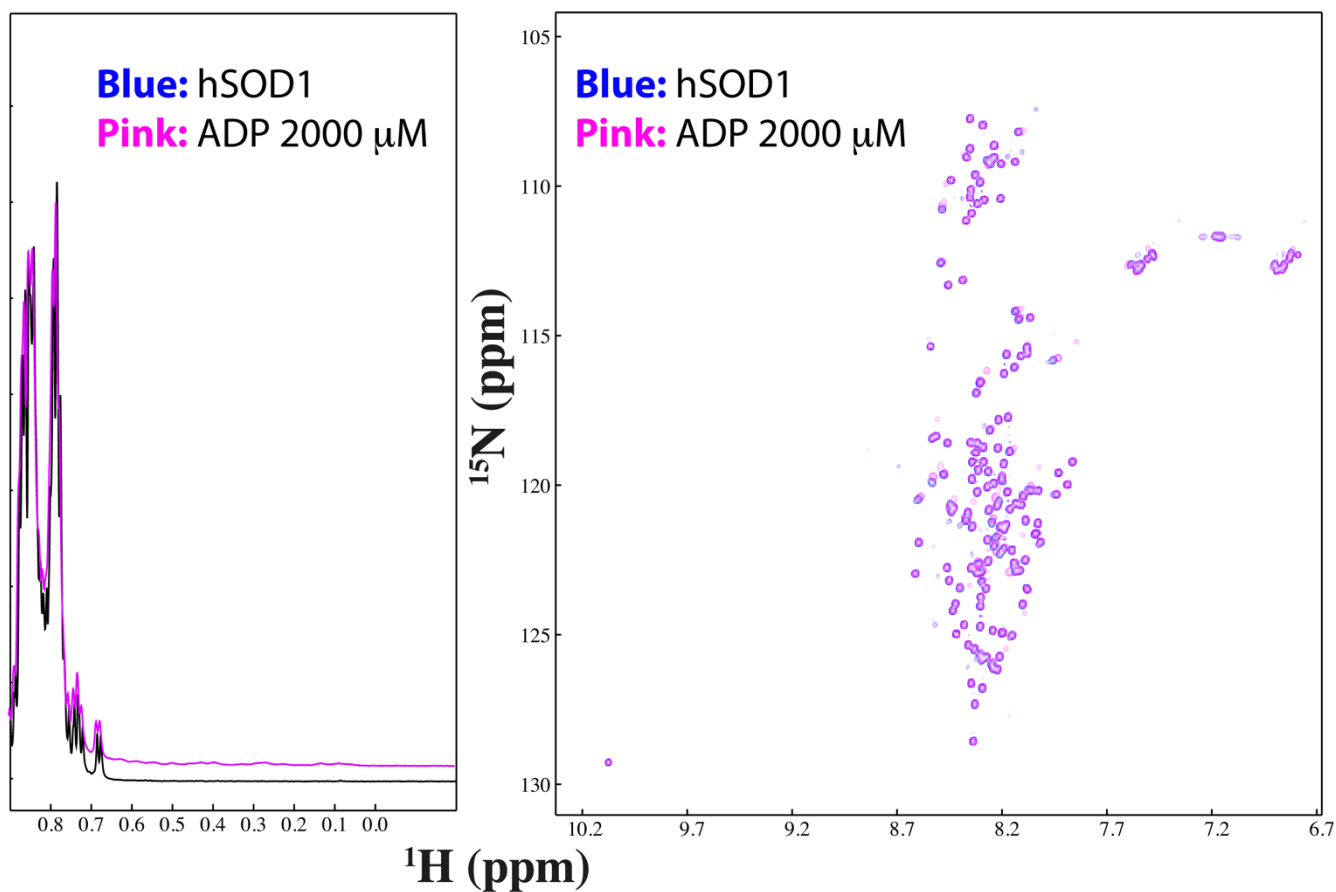 Blue: hSOD1
Pink: ADP 2000 μM
0.8 0.7 0.6 0.5 0.4 0.3 0.2 0.1 0.0
Blue: hSOD1
Pink: ADP 2000 μM
105
110
115
120
125
130
15N (ppm)
10.2 9.7 9.2 8.7 8.2 7.7 7.2 6.7
1H (ppm)